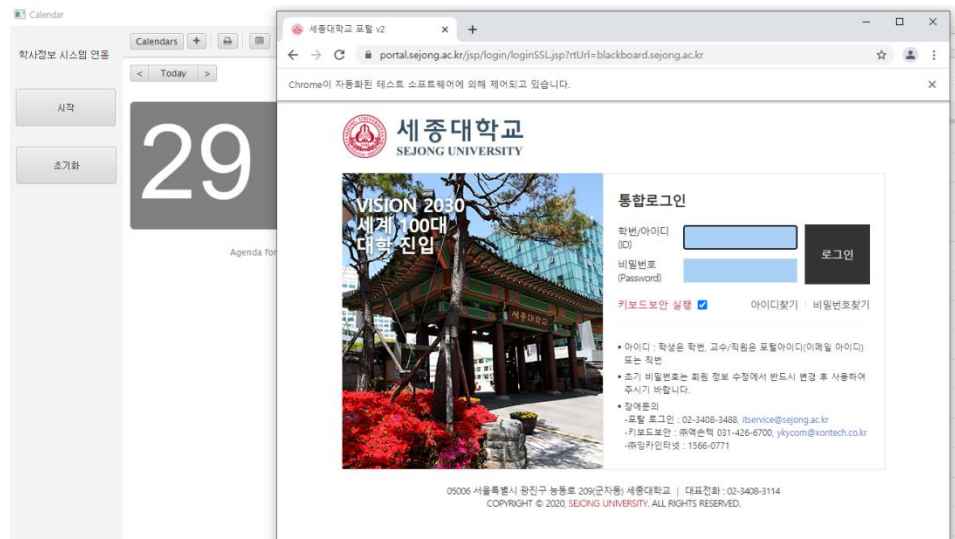 Calendar
학사정보 시스템 연동
시작
초기화
Calendars +
< Today >
29
Agenda for
세종대학교 포털 v2
portal.sejong.ac.kr/jsp/login/loginSSL.jsp?rtUrl=blackboard.sejong.ac.kr
Chrome이 자동화된 테스트 소프트웨어에 의해 제어되고 있습니다.
세종대학교
SEJONG UNIVERSITY
VISION 2030
세계 100대
대학 진입
통합로그인
학번/아이디
(ID)
비밀번호
(Password)
로그인
키보드보안 실행
아이디찾기 | 비밀번호찾기
• 아이디 : 학생은 학번, 교수/직원은 포털아이디(이메일 아이디)
또는 직번
• 초기 비밀번호는 회원 정보 수정에서 반드시 변경 후 사용하여
주시기 바랍니다.
• 장애문의
-포털 로그인 : 02-3408-3488, itservice@sejong.ac.kr
-키보드보안 : ㈜엑손텍 031-426-6700, ykycom@xontech.co.kr
-㈜잉카인터넷 : 1566-0771
05006 서울특별시 광진구 능동로 209(군자동) 세종대학교 | 대표전화 : 02-3408-3114
COPYRIGHT © 2020, SEJONG UNIVERSITY. ALL RIGHTS RESERVED.